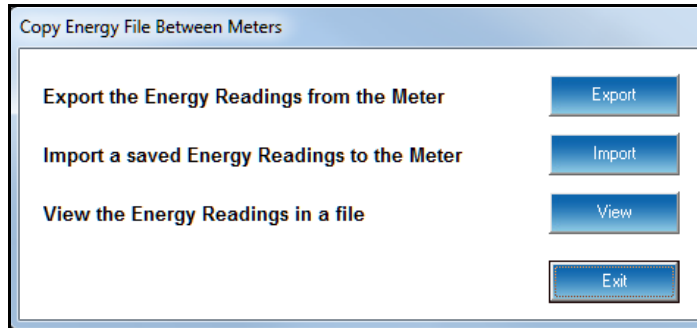 Copy Energy File Between Meters
Export the Energy Readings from the Meter Export
Import a saved Energy Readings to the Meter Import
View the Energy Readings in a file View
Exit